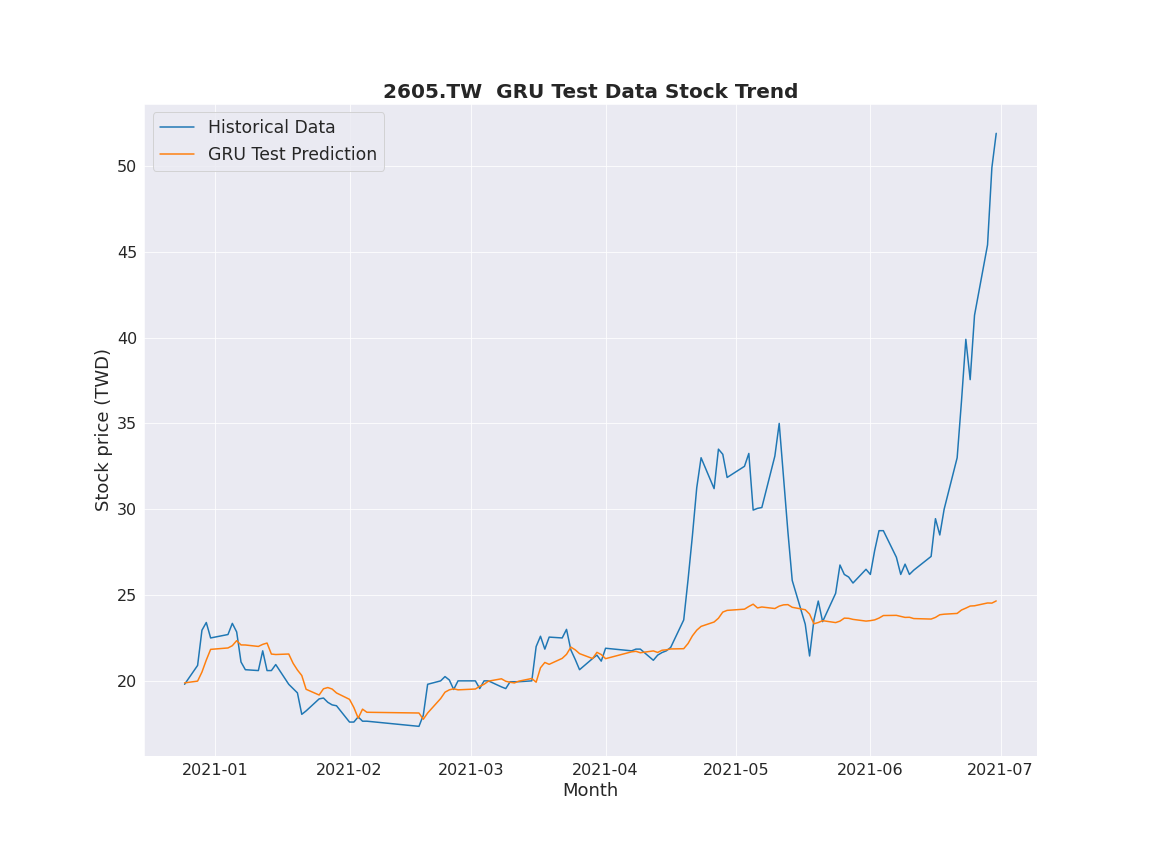 2605.TW  GRU Test Data Stock Trend
Historical Data
GRU Test Prediction
Stock price (TWD)
50
45
40
35
30
25
20
2021-01 2021-02 2021-03 2021-04 2021-05 2021-06 2021-07
Month